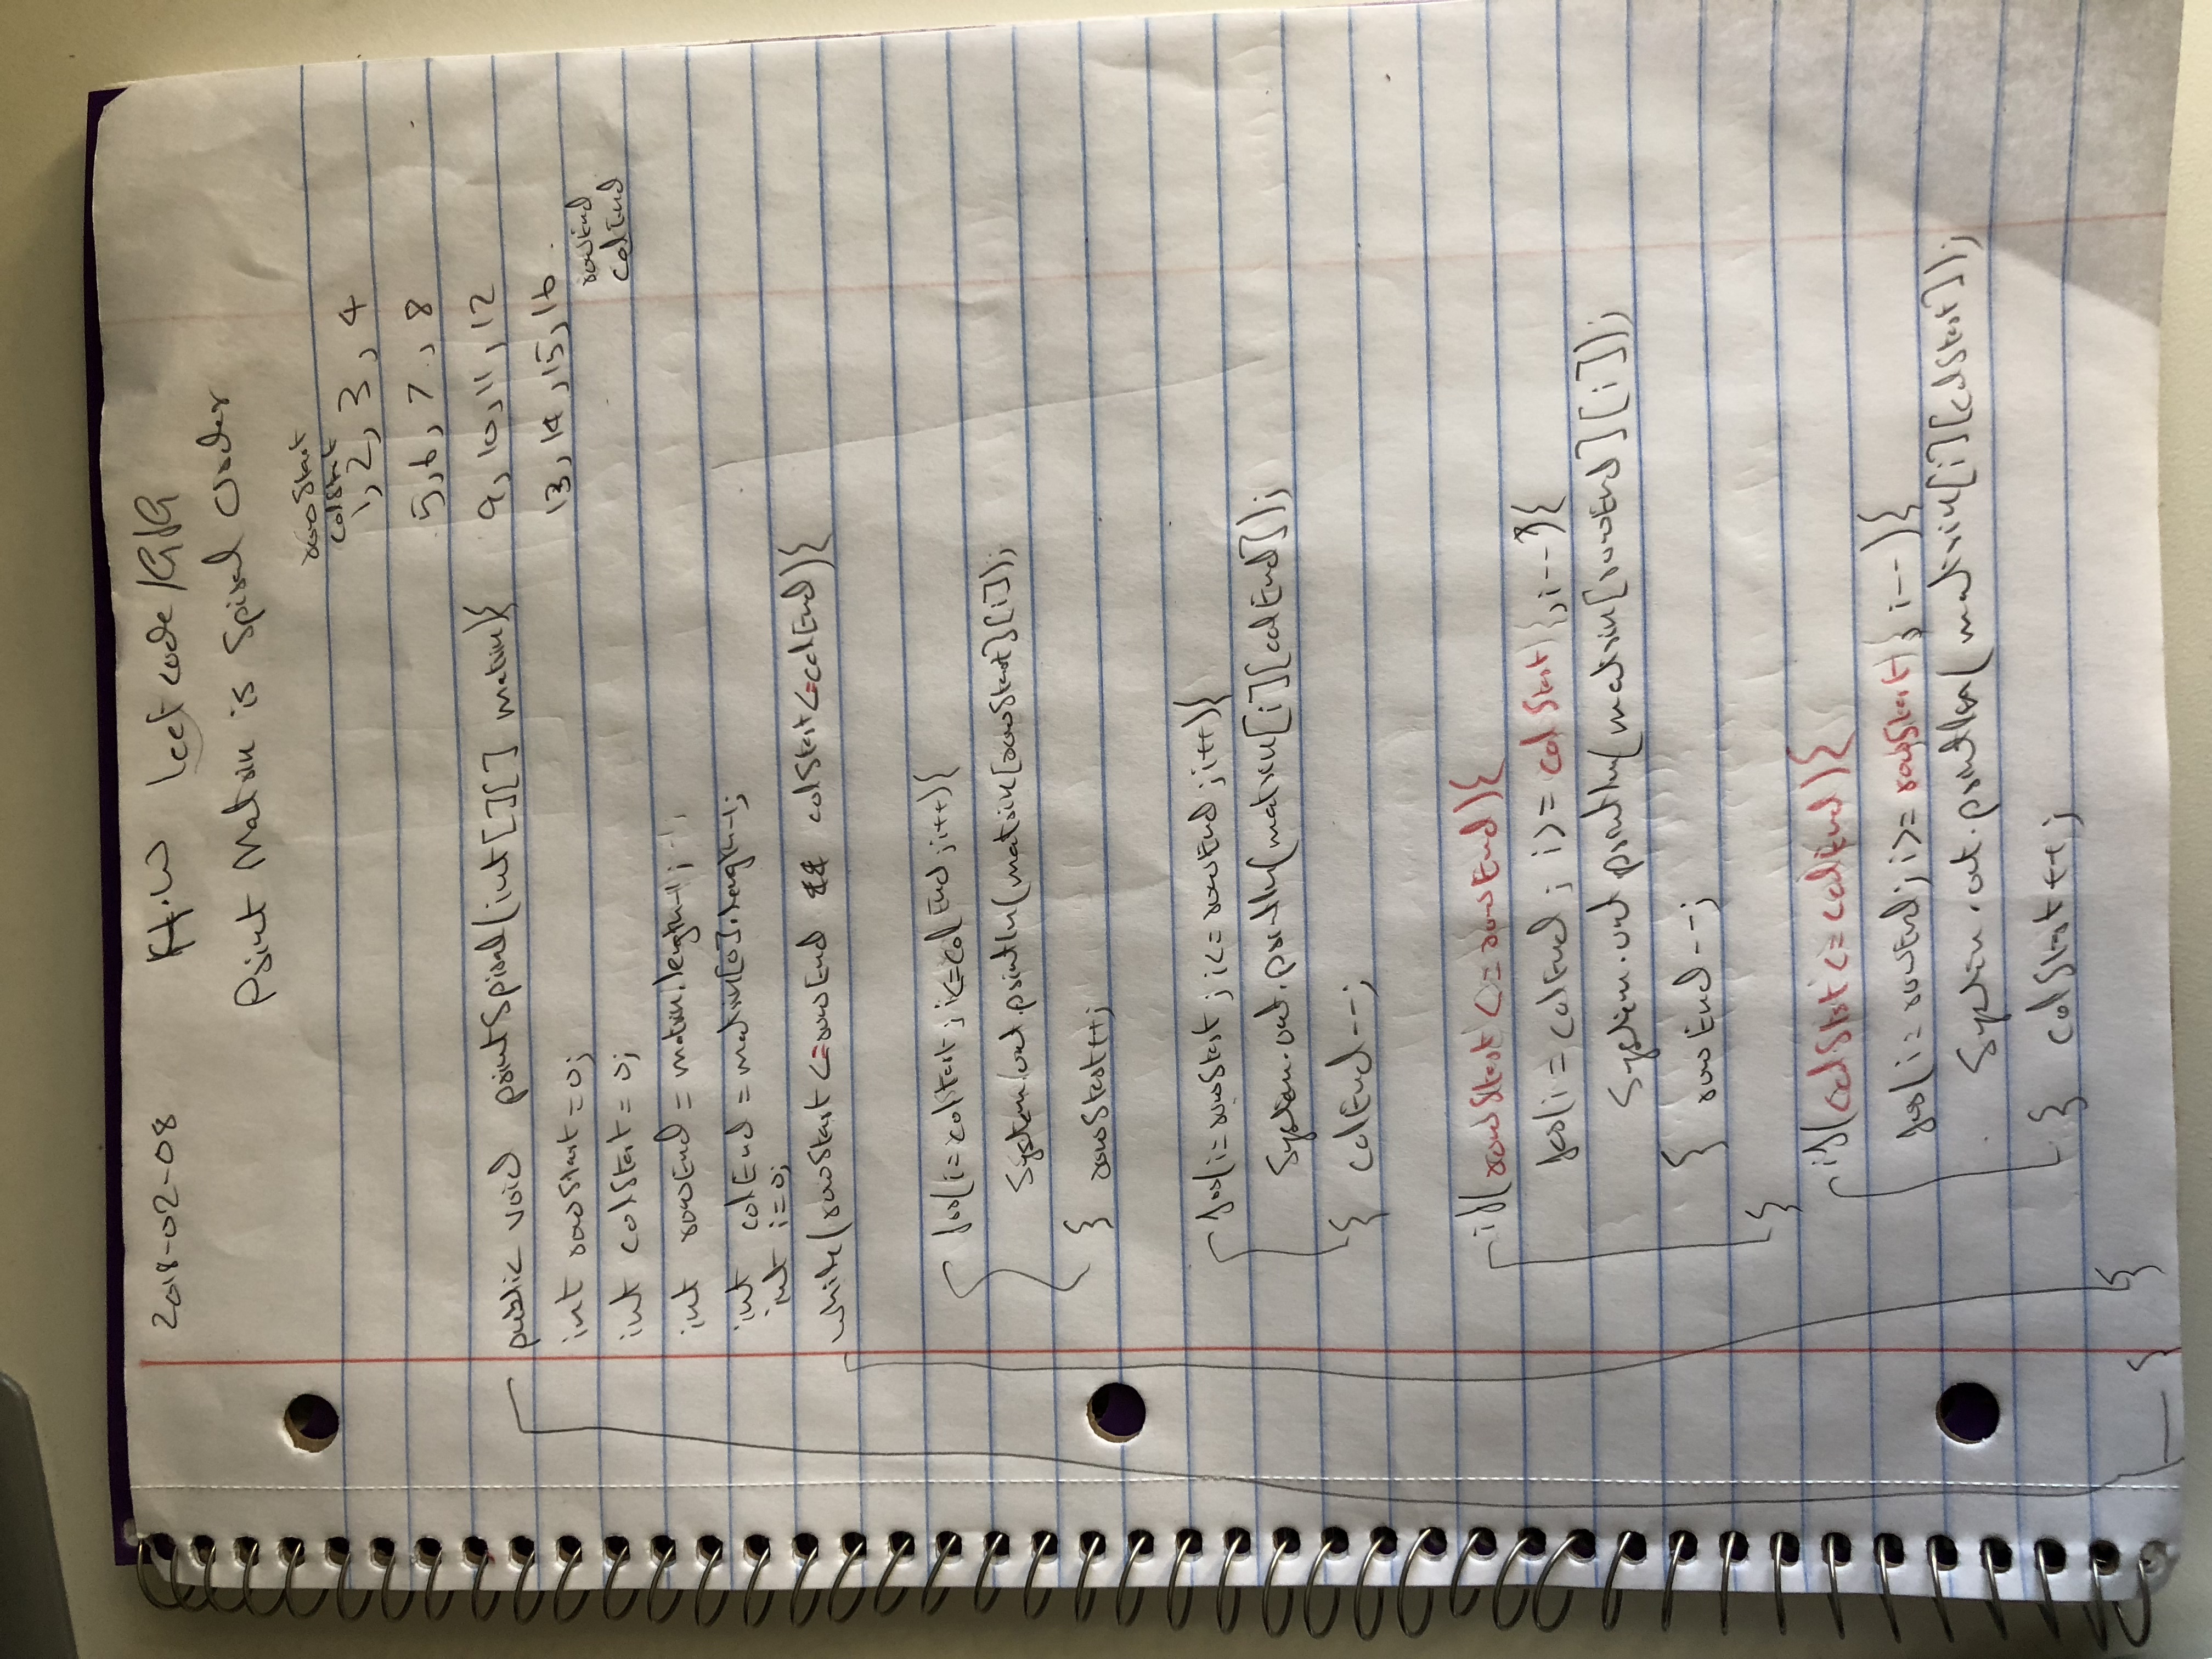 2018-02-08 H.W Leet code/G4G
Print Matrix is Spiral Order
rowStart
colStart
1, 2, 3, 4
5, 6, 7, 8
9, 10, 11, 12
13, 14, 15, 16
rowEnd
colEnd
public void printSpiral(int[][] matrix){
int rowStart = 0;
int colStart = 0;
int rowEnd = matrix.length-1;
int colEnd = matrix[0].length-1;
int i=0;
while(rowStart<=rowEnd && colStart<=colEnd){
for(i=colStart; i<=colEnd; i++){
System.out.println(matrix[rowStart][i]);
} rowStart++;
for(i=rowStart; i<=rowEnd; i++){
System.out.println(matrix[i][colEnd]);
} colEnd--;
if(rowStart<=rowEnd){
for(i=colEnd; i>=colStart; i--){
System.out.println(matrix[rowEnd][i]);
} rowEnd--;
}
if(colStart<=colEnd){
for(i=rowEnd; i>=rowStart; i--){
System.out.println(matrix[i][colStart]);
} colStart++;
}
}